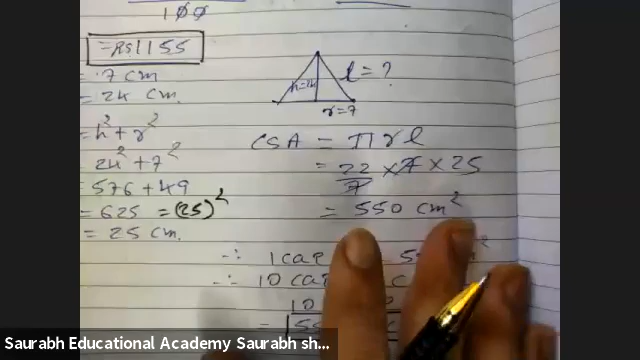 100
= Rs 1155
= 7 cm
= 24 cm.
= h² + r²
= 24² + 7²
= 576 + 49
= 625 = (25)²
= 25 cm.
h=24
l = ?
r=7
CSA = πrl
= 22/7 × 7 × 25
= 550 cm²
∴ 1 cap
∴ 10 cap
10
=
Saurabh Educational Academy Saurabh sh...